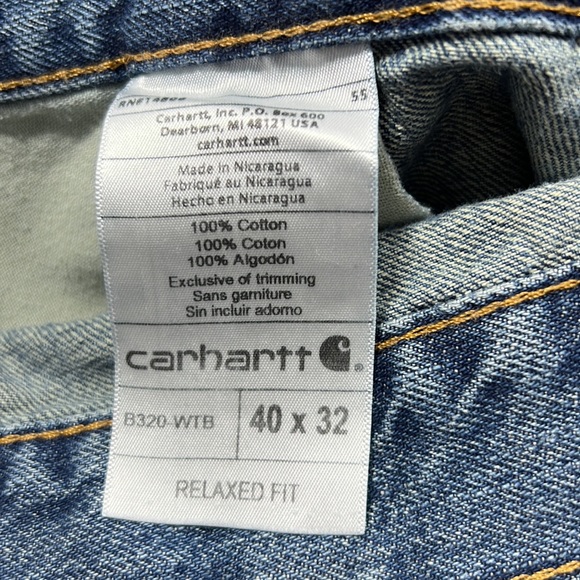 55
Carhartt, Inc. P.O. Box 600
Dearborn, MI 48121 USA
carhartt.com
Made in Nicaragua
Fabriqué au Nicaragua
Hecho en Nicaragua
100% Cotton
100% Coton
100% Algodón
Exclusive of trimming
Sans garniture
Sin incluir adorno
carhartt
B320-WTB 40 x 32
RELAXED FIT